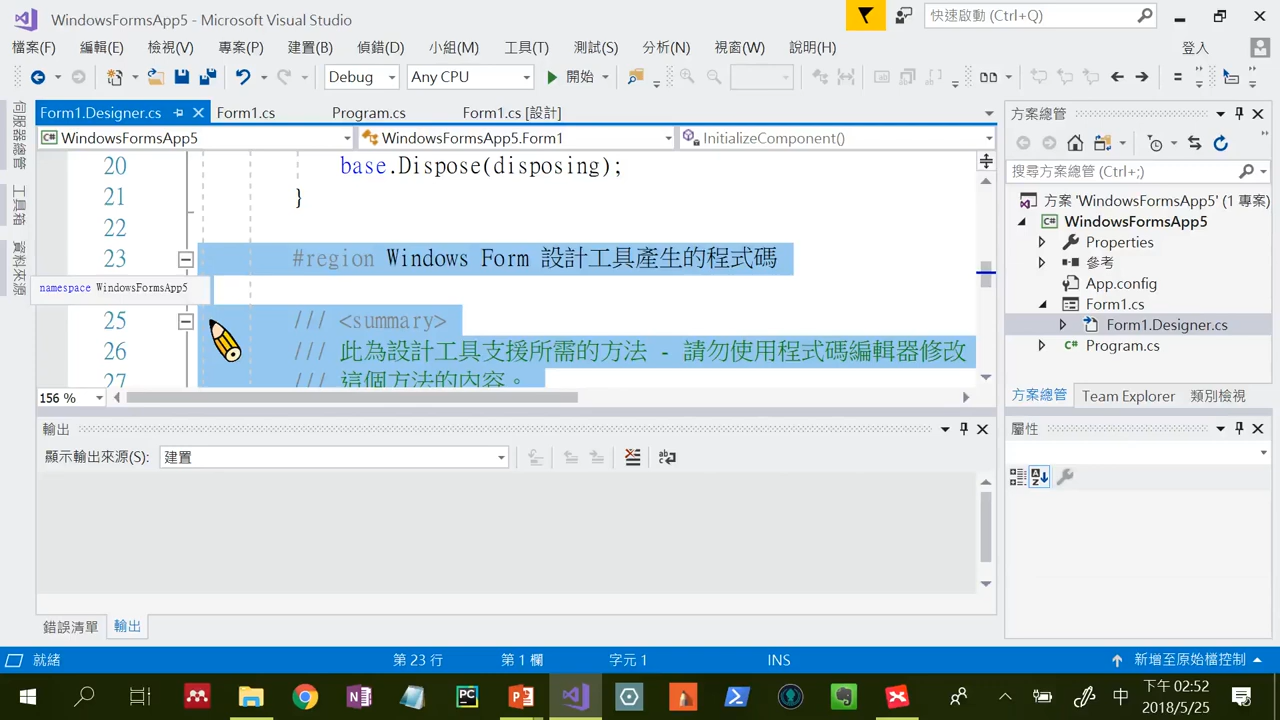 WindowsFormsApp5 - Microsoft Visual Studio
快速啟動 (Ctrl+Q)
檔案(F) 編輯(E) 檢視(V) 專案(P) 建置(B) 偵錯(D) 小組(M) 工具(T) 測試(S) 分析(N) 視窗(W) 說明(H)
登入
Debug Any CPU 開始
Form1.Designer.cs Form1.cs Program.cs Form1.cs [設計]
WindowsFormsApp5 WindowsFormsApp5.Form1 InitializeComponent()
伺服器總管
工具箱
資料來源
20 base.Dispose(disposing);
21 }
22
23 #region Windows Form 設計工具產生的程式碼
namespace WindowsFormsApp5
25 /// <summary>
26 /// 此為設計工具支援所需的方法 - 請勿使用程式碼編輯器修改
27 /// 這個方法的內容。
156 %
輸出
顯示輸出來源(S): 建置
錯誤清單 輸出
方案總管
搜尋方案總管 (Ctrl+;)
方案 'WindowsFormsApp5' (1 專案)
WindowsFormsApp5
Properties
參考
App.config
Form1.cs
Form1.Designer.cs
Program.cs
方案總管 Team Explorer 類別檢視
屬性
就緒 第 23 行 第 1 欄 字元 1 INS 新增至原始檔控制
中
下午 02:52
2018/5/25